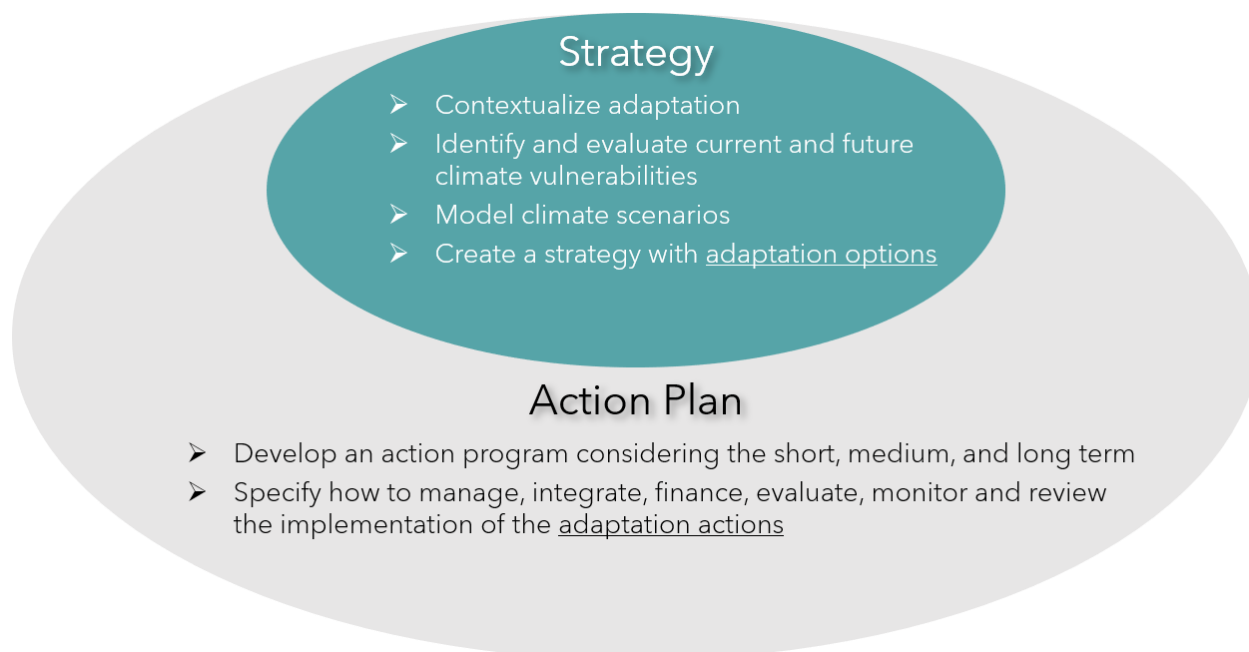 Strategy
➢ Contextualize adaptation
➢ Identify and evaluate current and future
climate vulnerabilities
➢ Model climate scenarios
➢ Create a strategy with adaptation options
Action Plan
➢ Develop an action program considering the short, medium, and long term
➢ Specify how to manage, integrate, finance, evaluate, monitor and review
the implementation of the adaptation actions